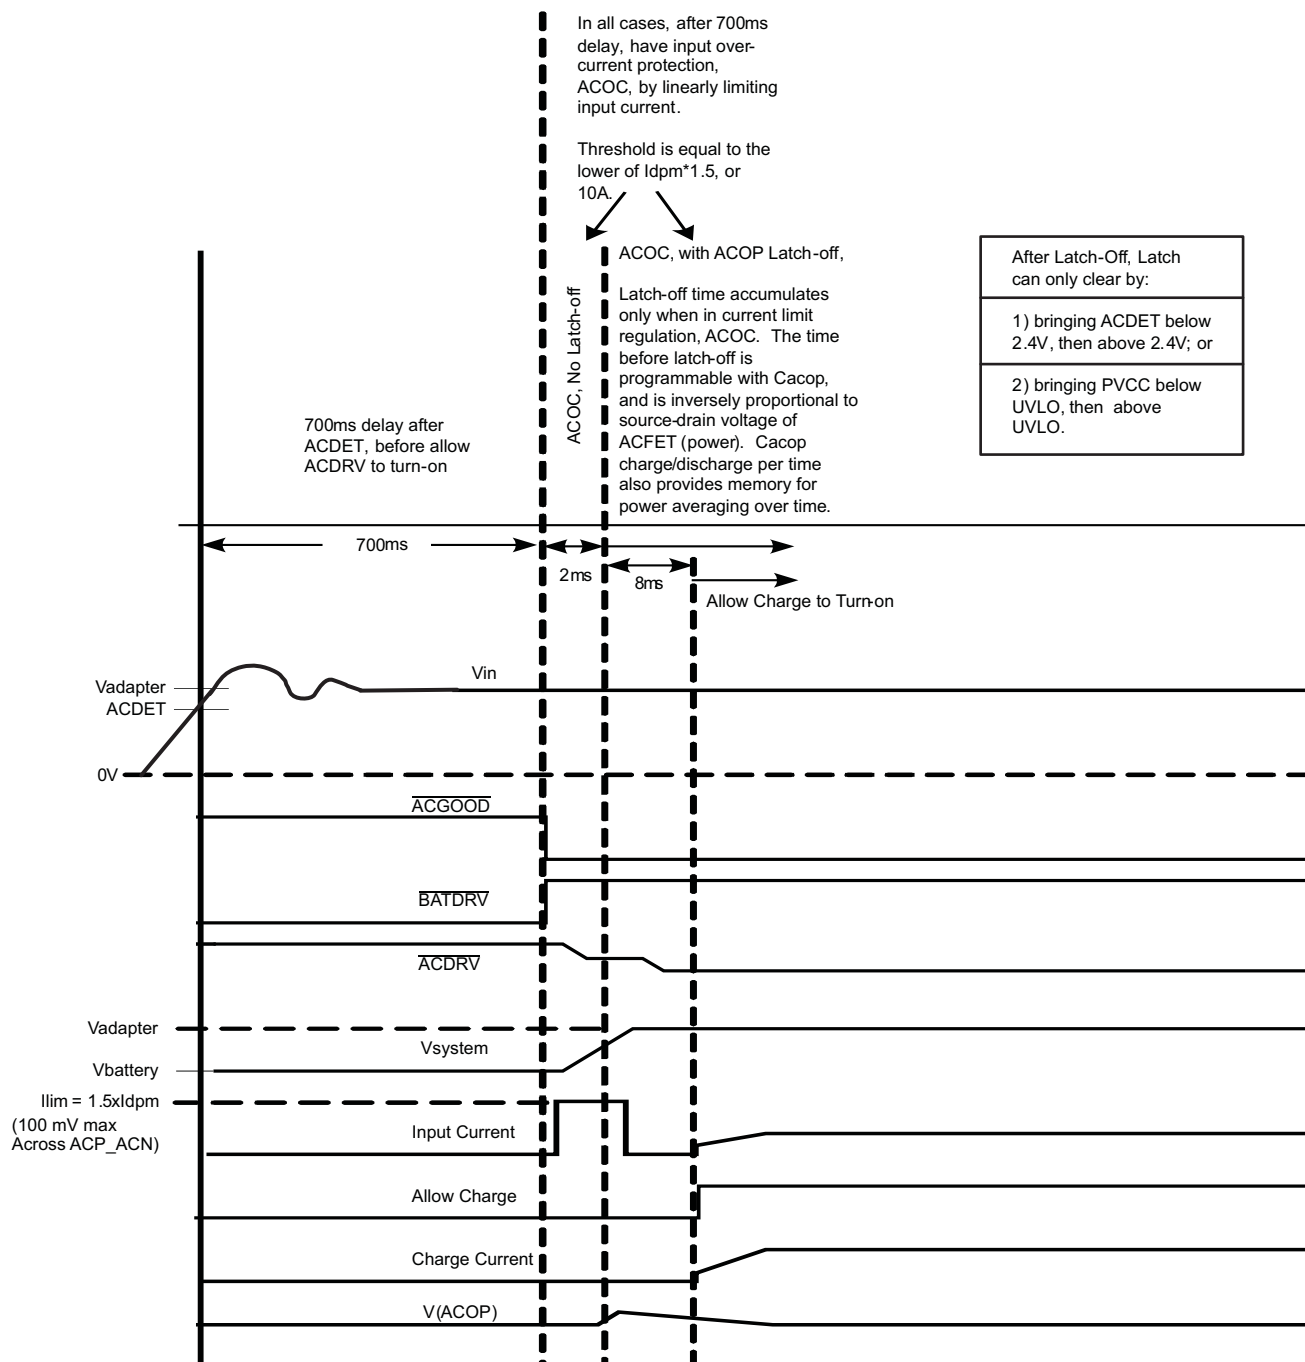 In all cases, after 700ms
delay, have input over-
current protection,
ACOC, by linearly limiting
input current.
Threshold is equal to the
lower of Idpm*1.5, or
10A.
ACOC, No Latch-off
ACOC, with ACOP Latch-off,
Latch-off time accumulates
only when in current limit
regulation, ACOC. The time
before latch-off is
programmable with Cacop,
and is inversely proportional to
source-drain voltage of
ACFET (power). Cacop
charge/discharge per time
also provides memory for
power averaging over time.
After Latch-Off, Latch
can only clear by:
1) bringing ACDET below
2.4V, then above 2.4V; or
2) bringing PVCC below
UVLO, then above
UVLO.
700ms delay after
ACDET, before allow
ACDRV to turn-on
700ms
2ms
8ms
Allow Charge to Turn-on
Vin
Vadapter
ACDET
0V
ACGOOD
BATDRV
ACDRV
Vadapter
Vsystem
Vbattery
Ilim = 1.5xIdpm
(100 mV max
Across ACP_ACN)
Input Current
Allow Charge
Charge Current
V(ACOP)